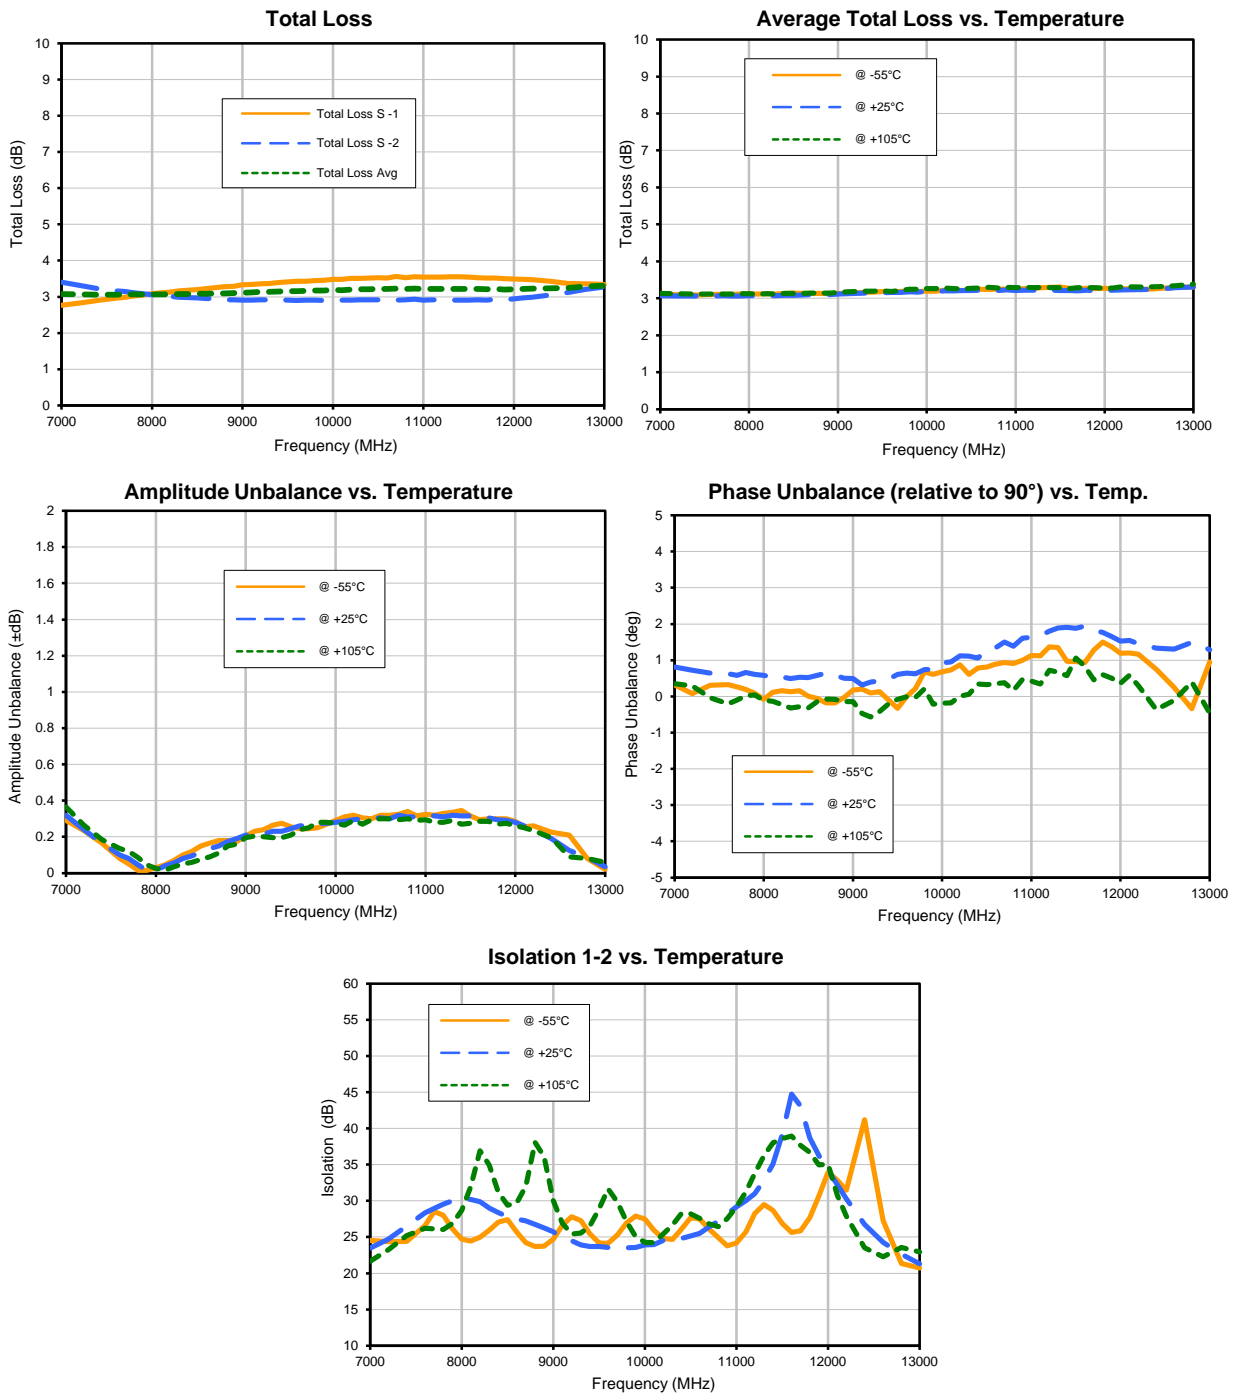 Total Loss
10
9
8
7
6
5
4
3
2
1
0
Total Loss (dB)
Total Loss S -1
Total Loss S -2
Total Loss Avg
7000 8000 9000 10000 11000 12000 13000
Frequency (MHz)
Average Total Loss vs. Temperature
10
9
8
7
6
5
4
3
2
1
0
Total Loss (dB)
@ -55°C
@ +25°C
@ +105°C
7000 8000 9000 10000 11000 12000 13000
Frequency (MHz)
Amplitude Unbalance vs. Temperature
2
1.8
1.6
1.4
1.2
1
0.8
0.6
0.4
0.2
0
Amplitude Unbalance (±dB)
@ -55°C
@ +25°C
@ +105°C
7000 8000 9000 10000 11000 12000 13000
Frequency (MHz)
Phase Unbalance (relative to 90°) vs. Temp.
5
4
3
2
1
0
-1
-2
-3
-4
-5
Phase Unbalance (deg)
@ -55°C
@ +25°C
@ +105°C
7000 8000 9000 10000 11000 12000 13000
Frequency (MHz)
Isolation 1-2 vs. Temperature
60
55
50
45
40
35
30
25
20
15
10
Isolation (dB)
@ -55°C
@ +25°C
@ +105°C
7000 8000 9000 10000 11000 12000 13000
Frequency (MHz)